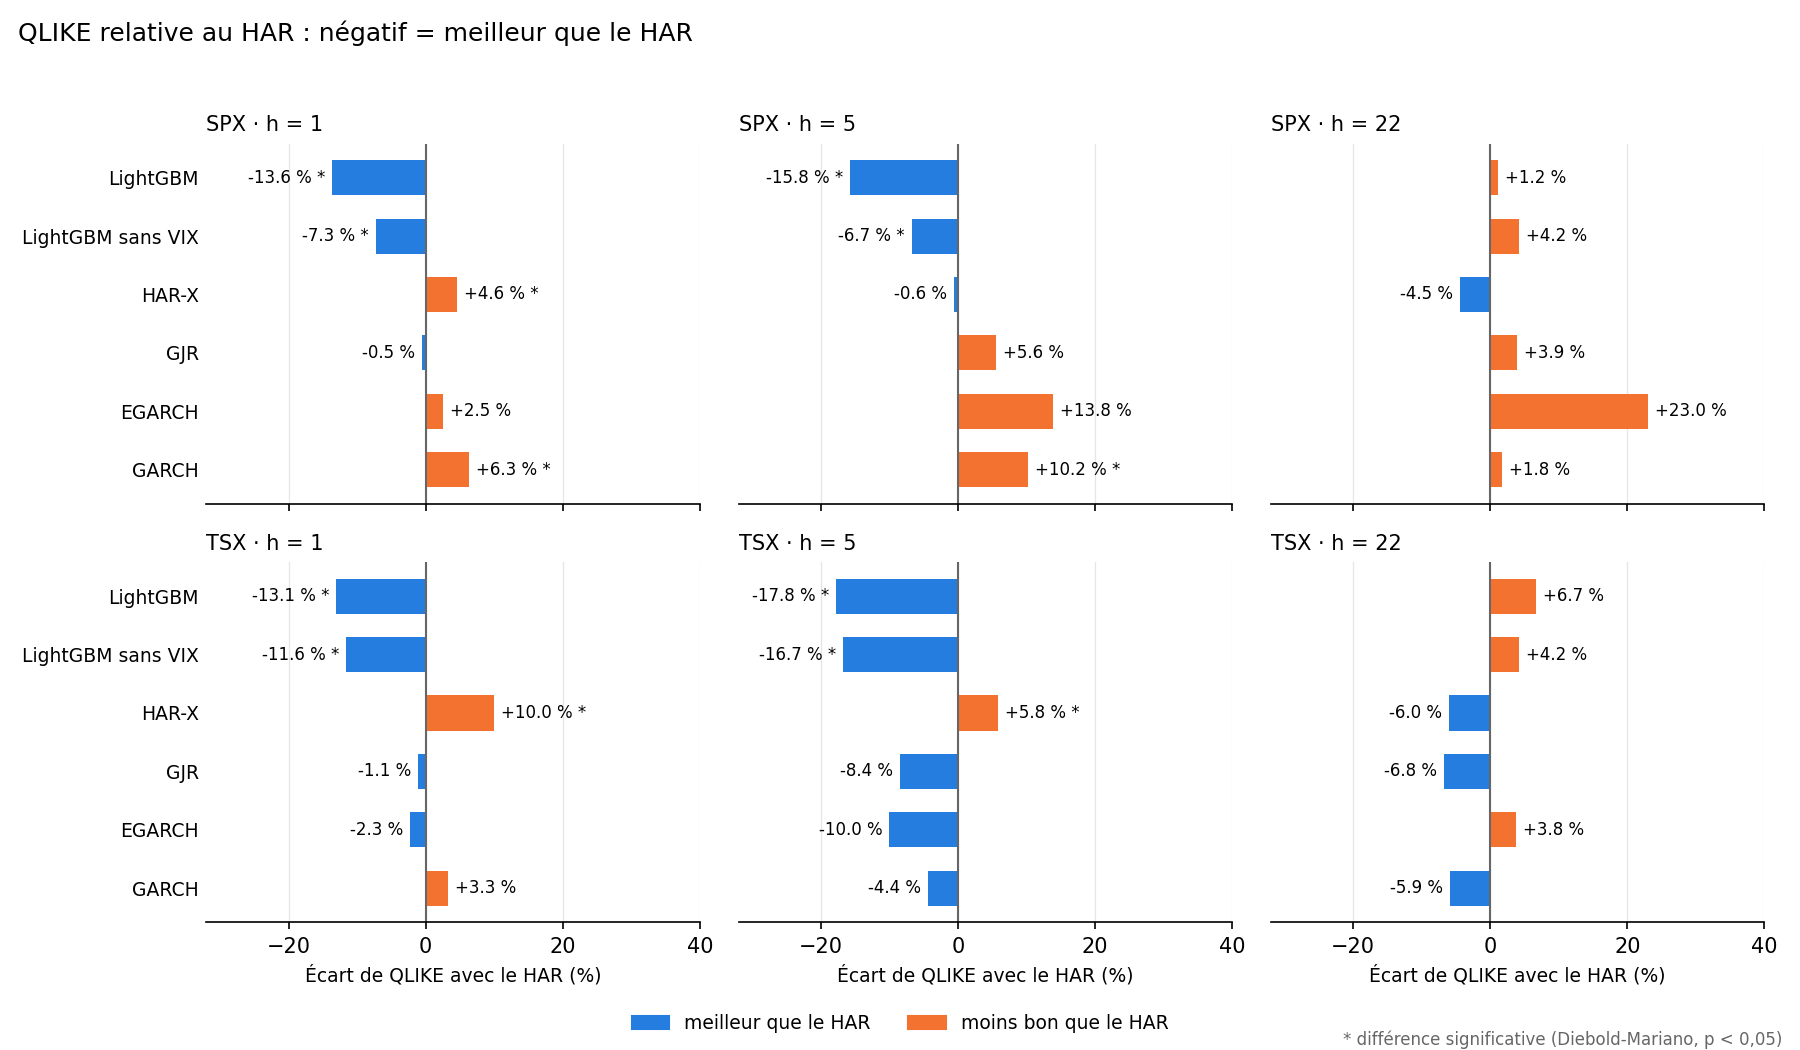 QLIKE relative au HAR : négatif = meilleur que le HAR
SPX · h = 1
LightGBM
-13.6 % *
LightGBM sans VIX
-7.3 % *
HAR-X
+4.6 % *
GJR
-0.5 %
EGARCH
+2.5 %
GARCH
+6.3 % *
SPX · h = 5
-15.8 % *
-6.7 % *
-0.6 %
+5.6 %
+13.8 %
+10.2 % *
SPX · h = 22
+1.2 %
+4.2 %
-4.5 %
+3.9 %
+23.0 %
+1.8 %
TSX · h = 1
LightGBM
-13.1 % *
LightGBM sans VIX
-11.6 % *
HAR-X
+10.0 % *
GJR
-1.1 %
EGARCH
-2.3 %
GARCH
+3.3 %
−20 0 20 40
Écart de QLIKE avec le HAR (%)
TSX · h = 5
-17.8 % *
-16.7 % *
+5.8 % *
-8.4 %
-10.0 %
-4.4 %
−20 0 20 40
Écart de QLIKE avec le HAR (%)
TSX · h = 22
+6.7 %
+4.2 %
-6.0 %
-6.8 %
+3.8 %
-5.9 %
−20 0 20 40
Écart de QLIKE avec le HAR (%)
meilleur que le HAR
moins bon que le HAR
* différence significative (Diebold-Mariano, p < 0,05)